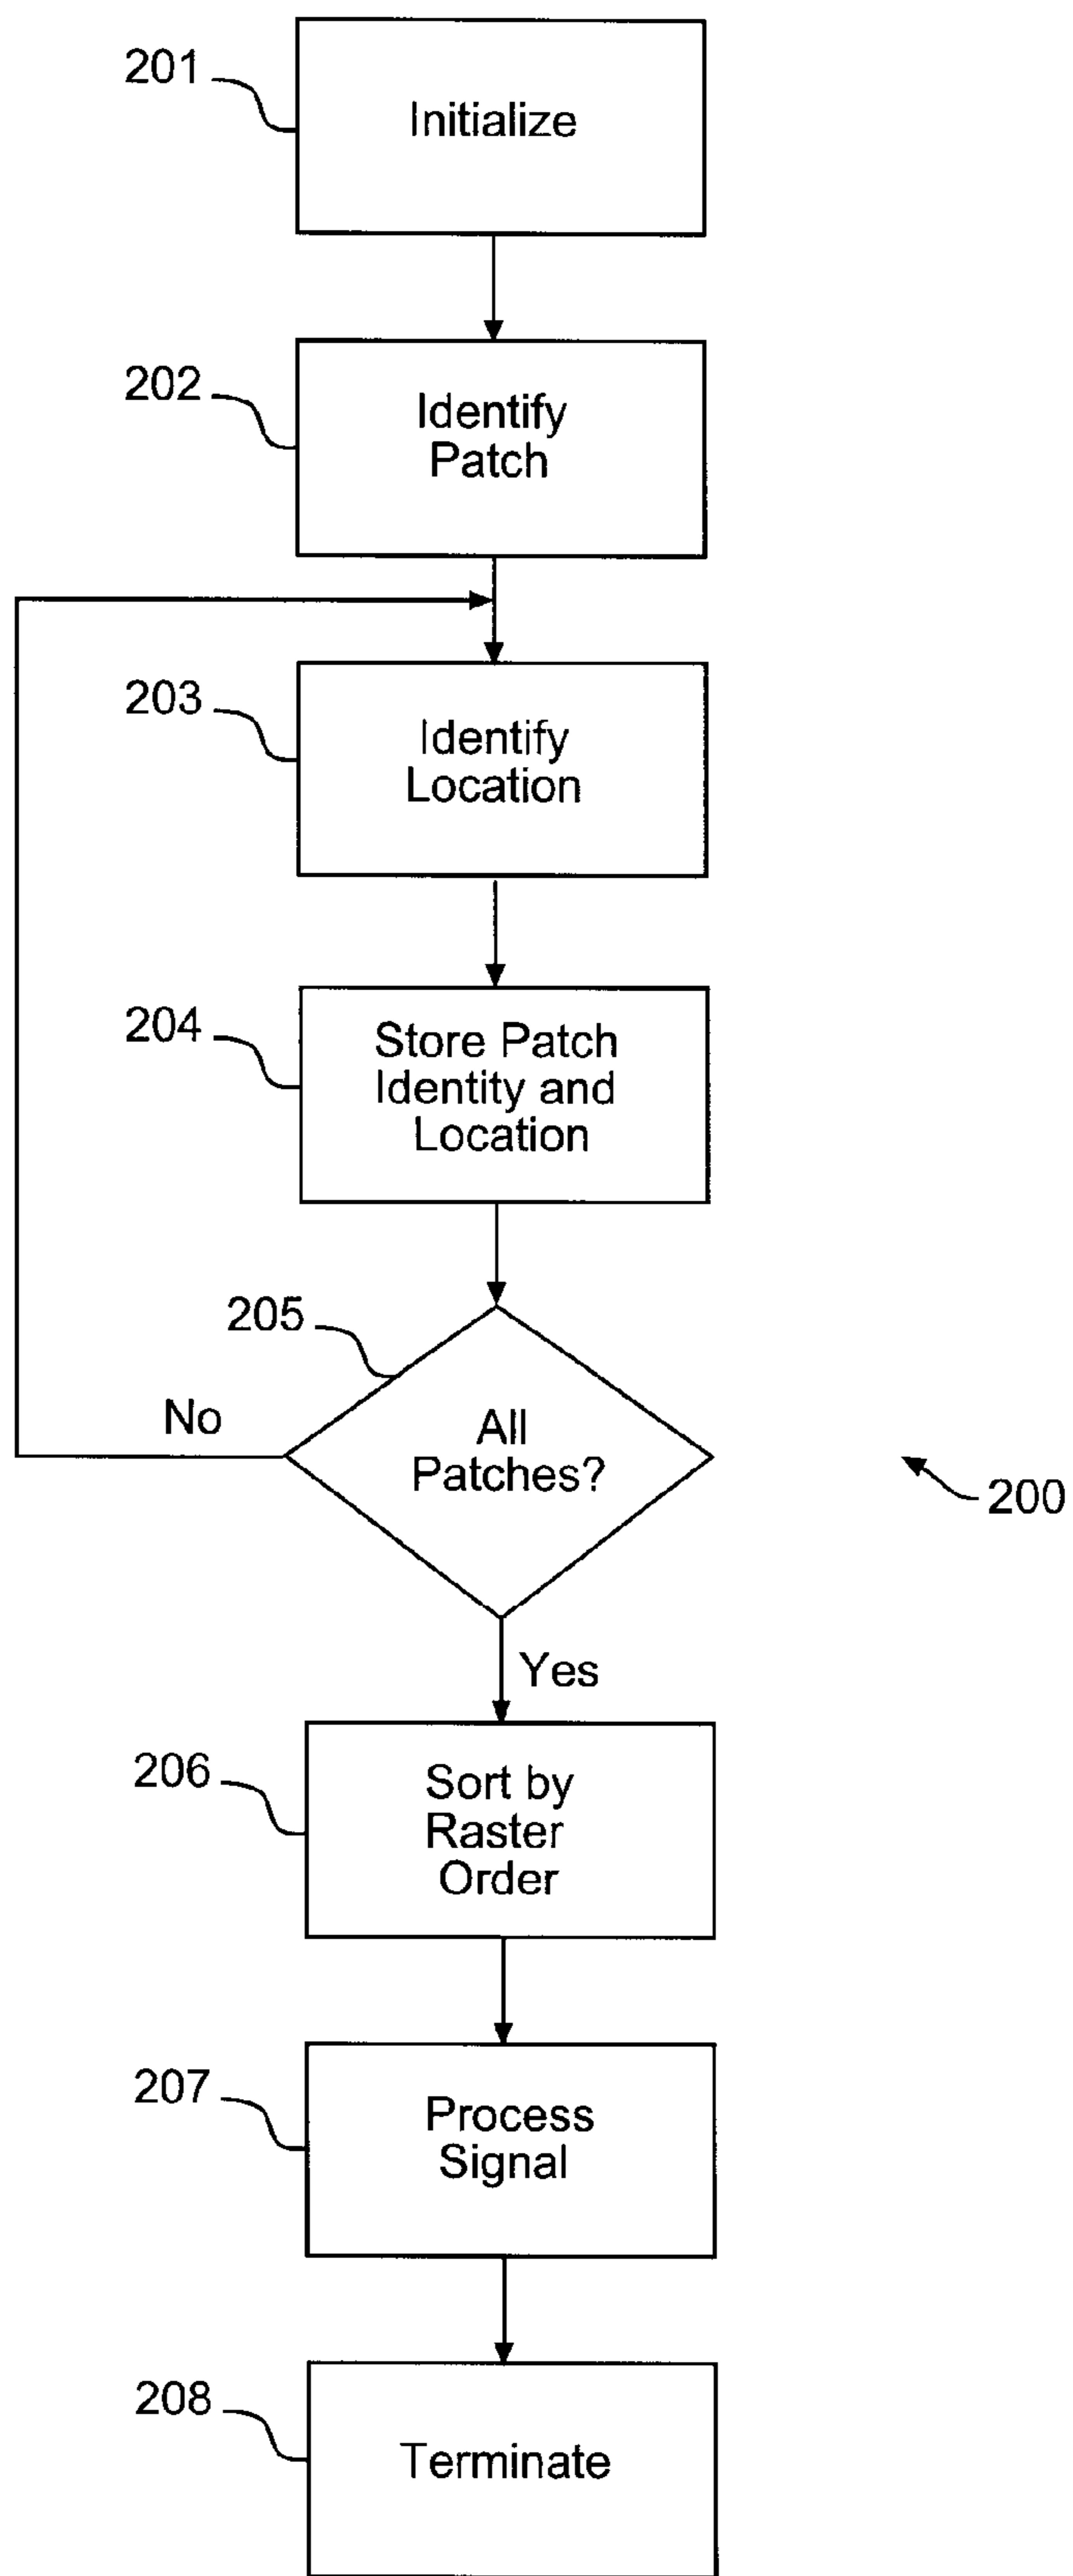 201
Initialize
202
Identify
Patch
203
Identify
Location
204
Store Patch
Identity and
Location
205
No
All
Patches?
200
Yes
206
Sort by
Raster
Order
207
Process
Signal
208
Terminate